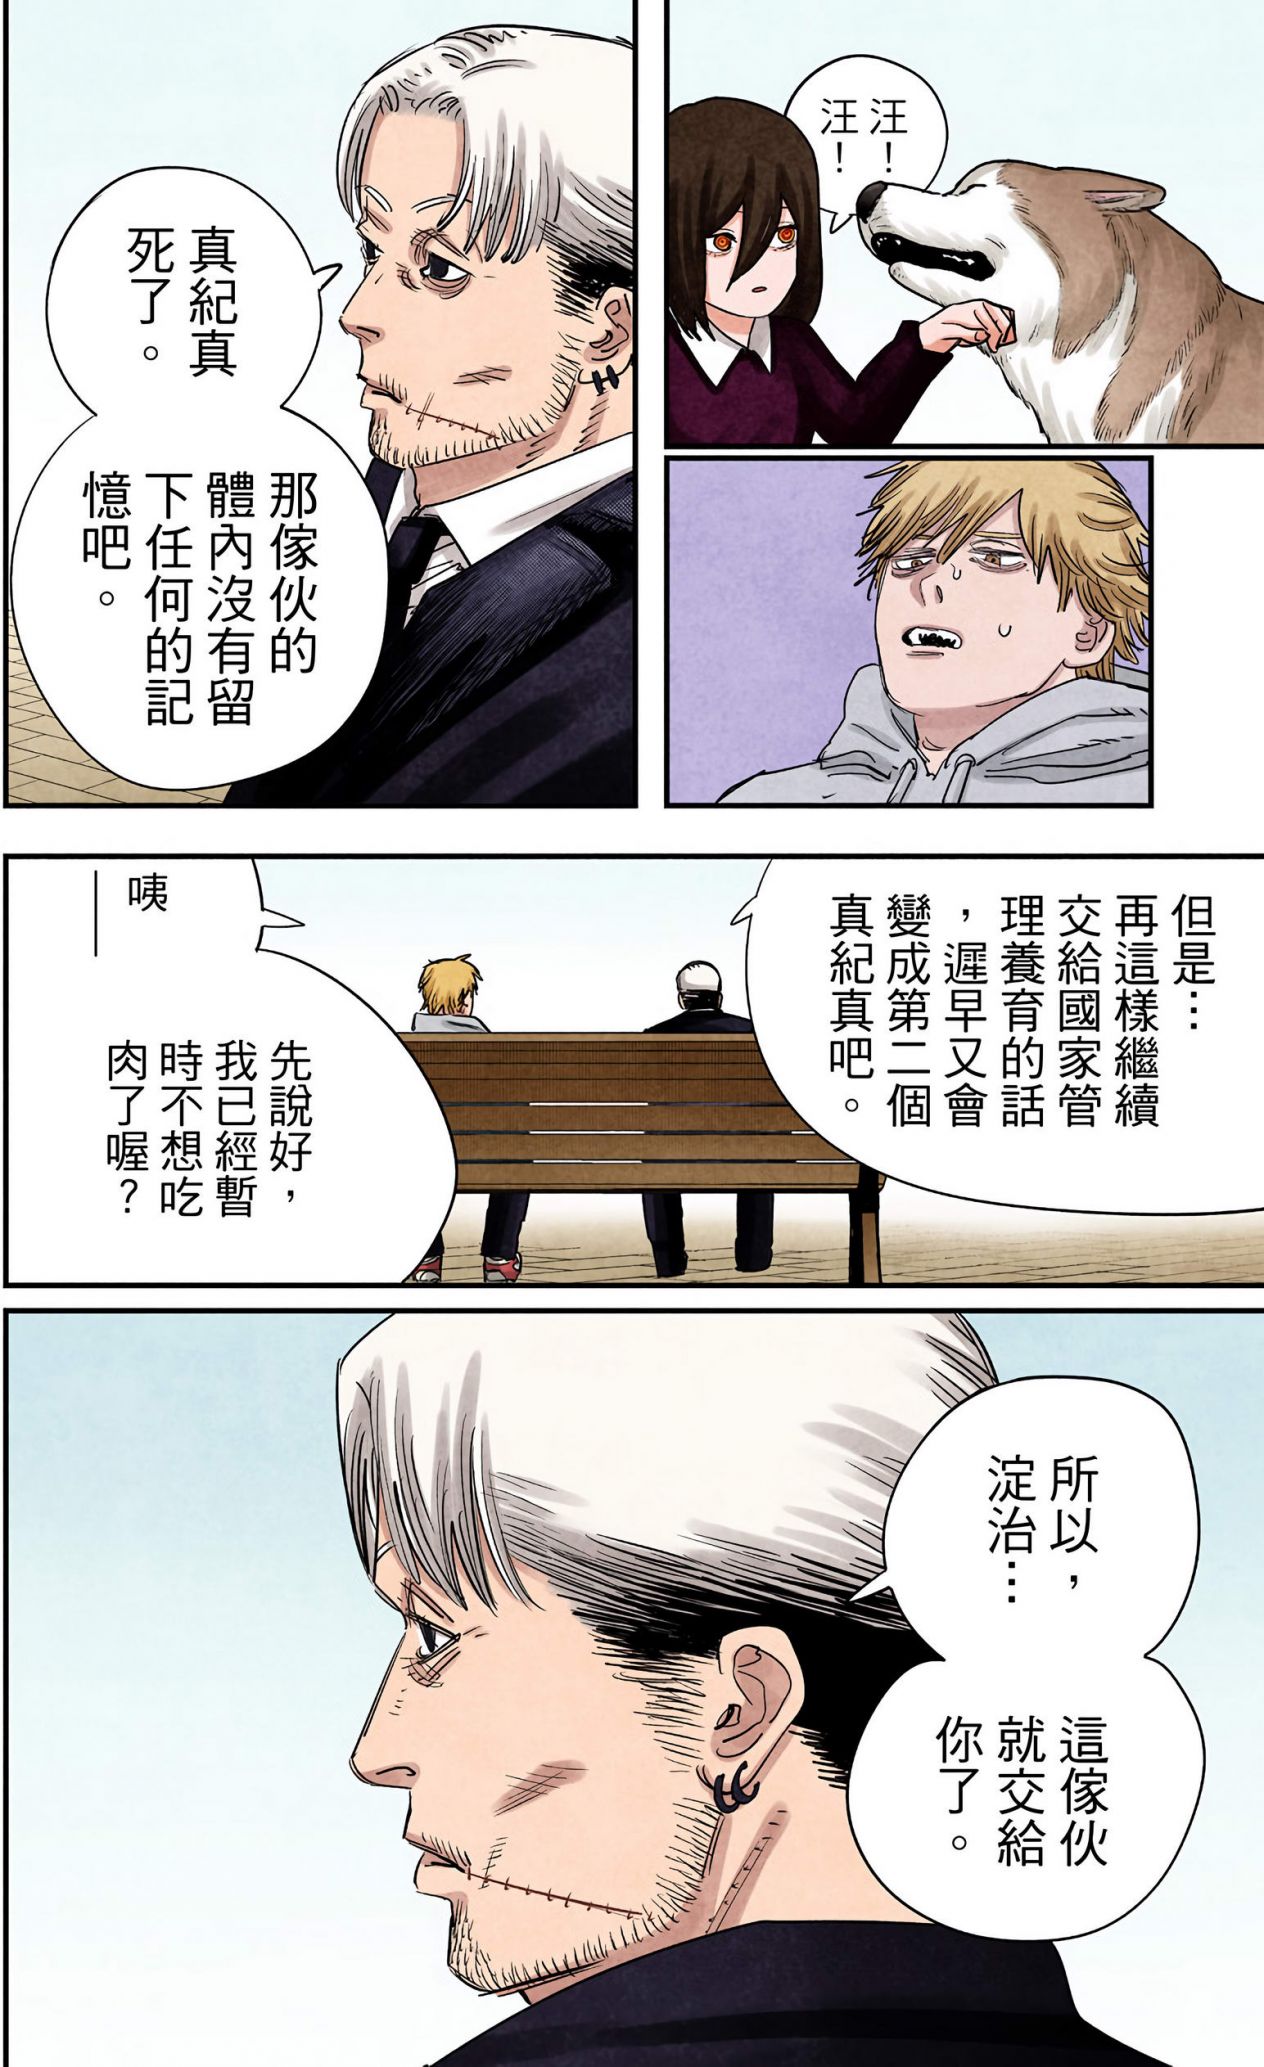 汪！
汪！
真紀真
死了。
那傢伙的
體內沒有留
下任何的記
憶吧。
但是…
再這樣繼續
交給國家管
理養育的話
，遲早又會
變成第二個
真紀真吧。
咦
｜
先說好，
我已經暫
時不想吃
肉了喔？
所以，
淀治…
這傢伙
就交給
你了。